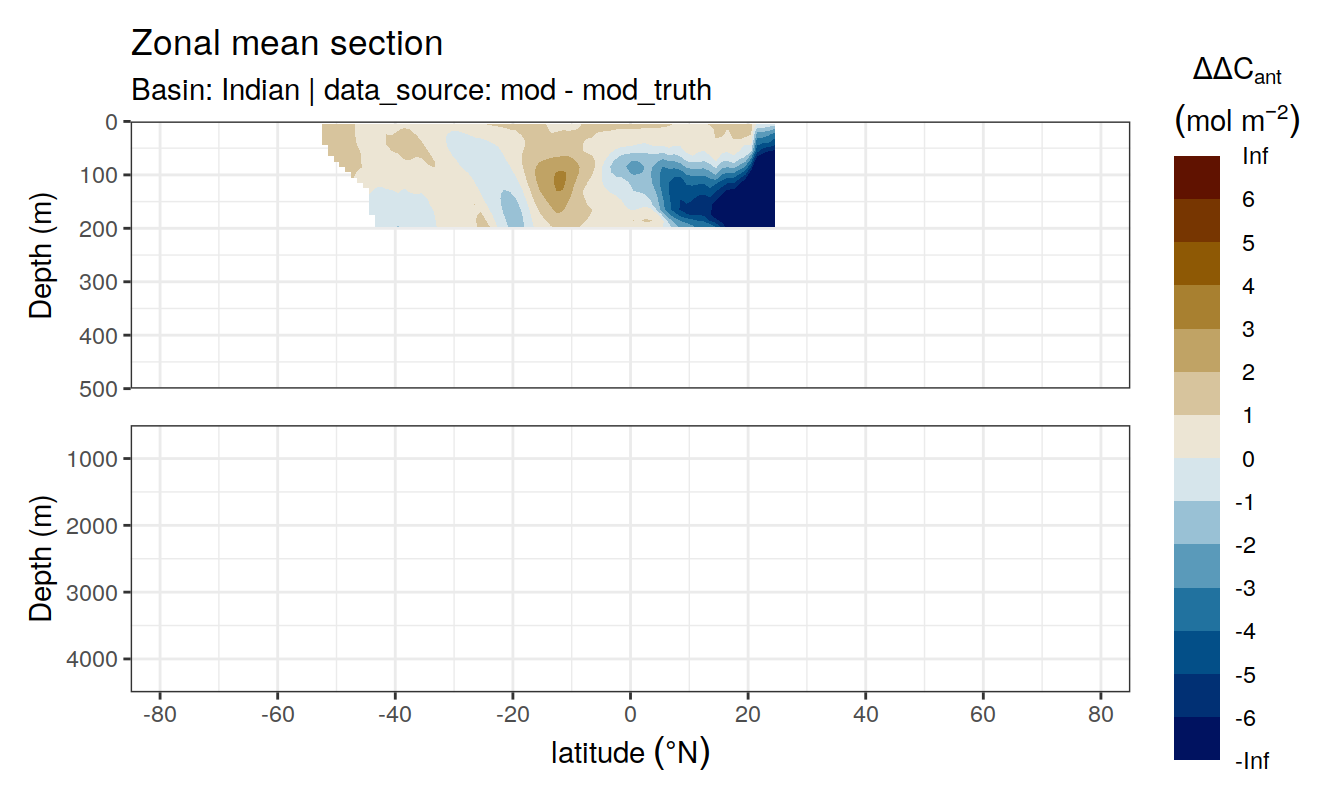 Zonal mean section
Basin: Indian | data_source: mod - mod_truth
ΔΔC_ant
(mol m⁻²)
Inf
6
5
4
3
2
1
0
-1
-2
-3
-4
-5
-6
-Inf
Depth (m)
0
100
200
300
400
500
Depth (m)
1000
2000
3000
4000
-80 -60 -40 -20 0 20 40 60 80
latitude (°N)